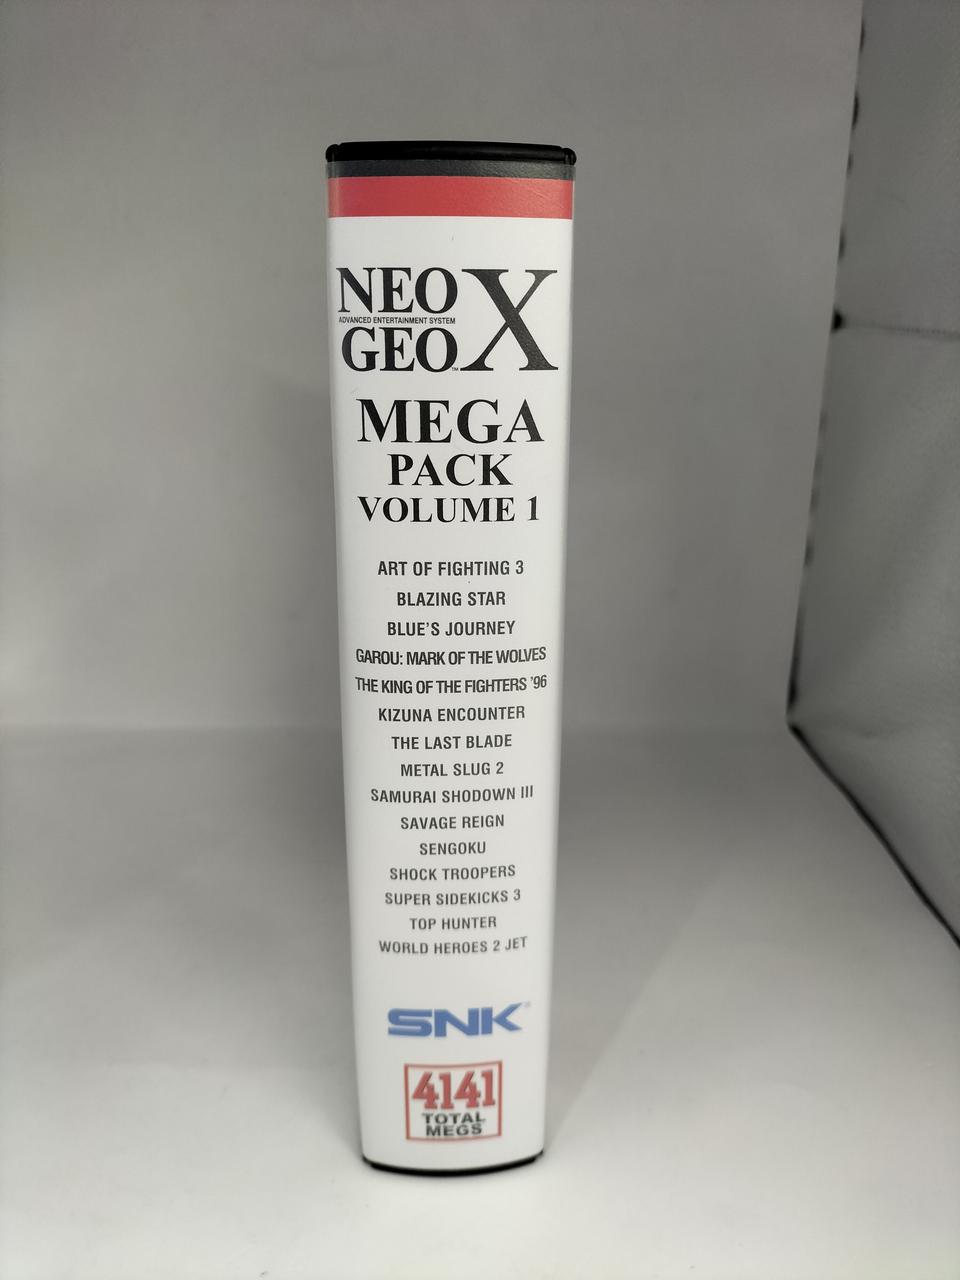 NEO
ADVANCED ENTERTAINMENT SYSTEM
GEO X
™
MEGA
PACK
VOLUME 1
ART OF FIGHTING 3
BLAZING STAR
BLUE'S JOURNEY
GAROU: MARK OF THE WOLVES
THE KING OF THE FIGHTERS '96
KIZUNA ENCOUNTER
THE LAST BLADE
METAL SLUG 2
SAMURAI SHODOWN III
SAVAGE REIGN
SENGOKU
SHOCK TROOPERS
SUPER SIDEKICKS 3
TOP HUNTER
WORLD HEROES 2 JET
SNK®
4141
TOTAL
MEGS